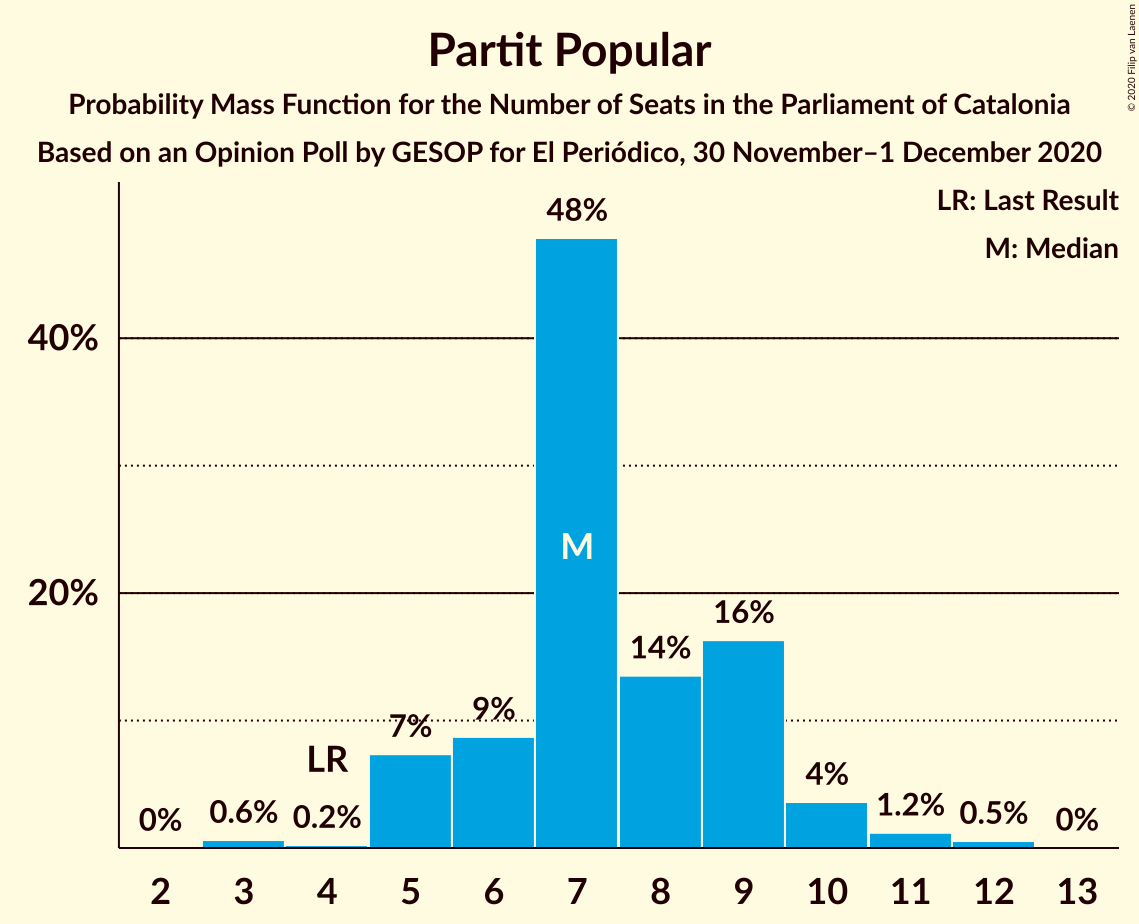 Partit Popular
Probability Mass Function for the Number of Seats in the Parliament of Catalonia
Based on an Opinion Poll by GESOP for El Periódico, 30 November–1 December 2020
© 2020 Filip van Laenen
LR: Last Result
M: Median
48%
40%
M
20%
16%
14%
9%
7%
LR
4%
1.2%
0.6%
0.5%
0.2%
0%
0%
2 3 4 5 6 7 8 9 10 11 12 13